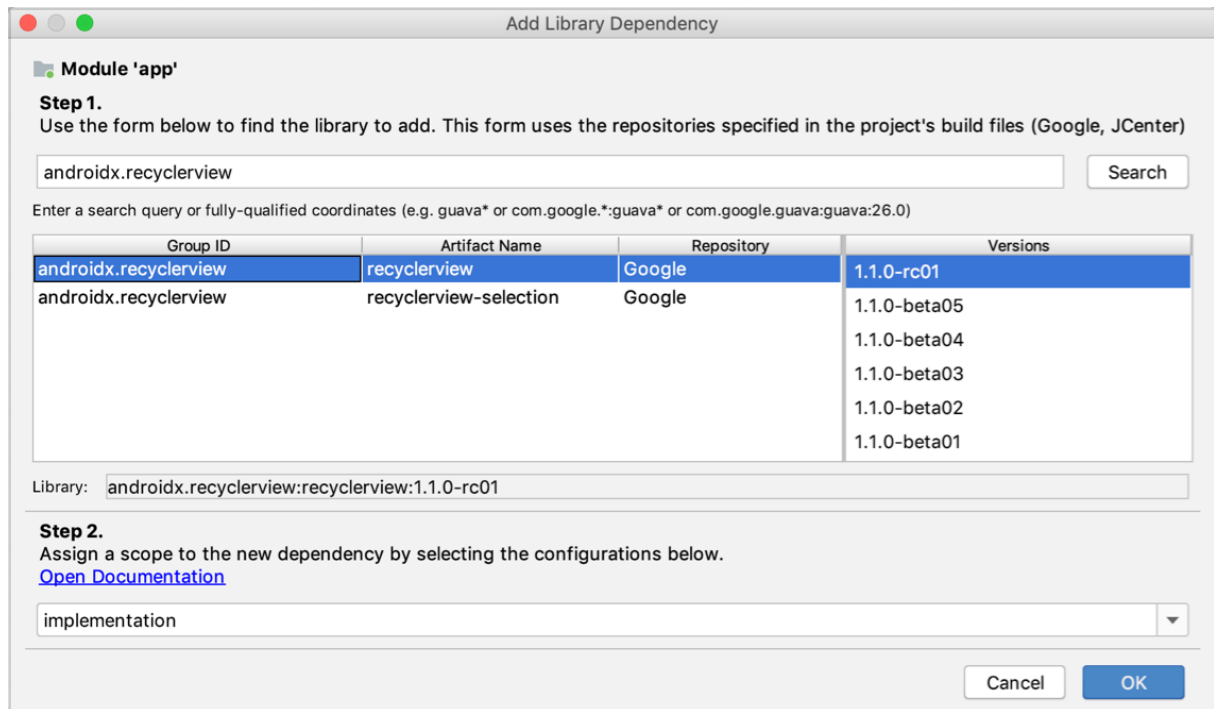 Add Library Dependency
Module 'app'
Step 1.
Use the form below to find the library to add. This form uses the repositories specified in the project's build files (Google, JCenter)
androidx.recyclerview Search
Enter a search query or fully-qualified coordinates (e.g. guava* or com.google.*:guava* or com.google.guava:guava:26.0)
Group ID Artifact Name Repository Versions
androidx.recyclerview recyclerview Google 1.1.0-rc01
androidx.recyclerview recyclerview-selection Google
1.1.0-beta05
1.1.0-beta04
1.1.0-beta03
1.1.0-beta02
1.1.0-beta01
Library: androidx.recyclerview:recyclerview:1.1.0-rc01
Step 2.
Assign a scope to the new dependency by selecting the configurations below.
Open Documentation
implementation
Cancel OK